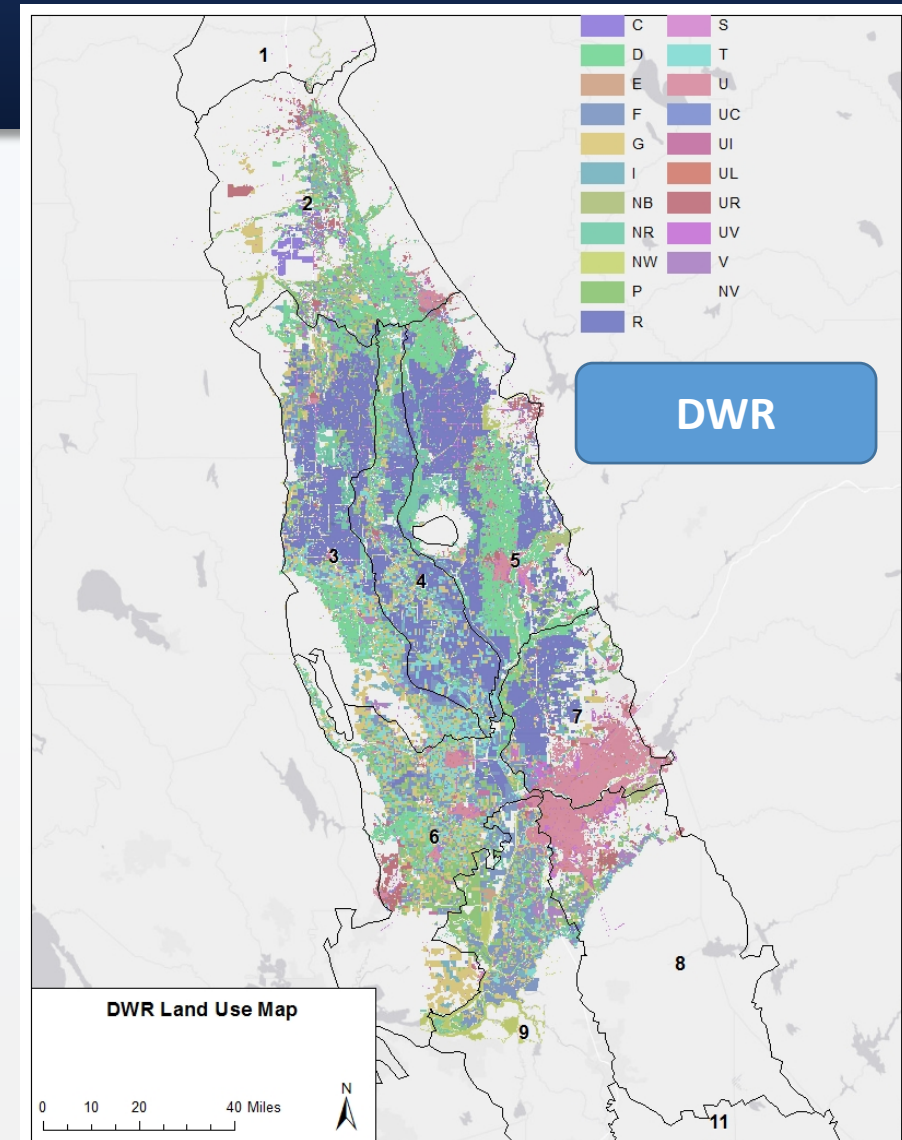 C S
D T
E U
F UC
G UI
I UL
NB UR
NR UV
NW V
P NV
R
DWR
1
2
3
4
5
7
6
8
9
11
DWR Land Use Map
N
0 10 20 40 Miles